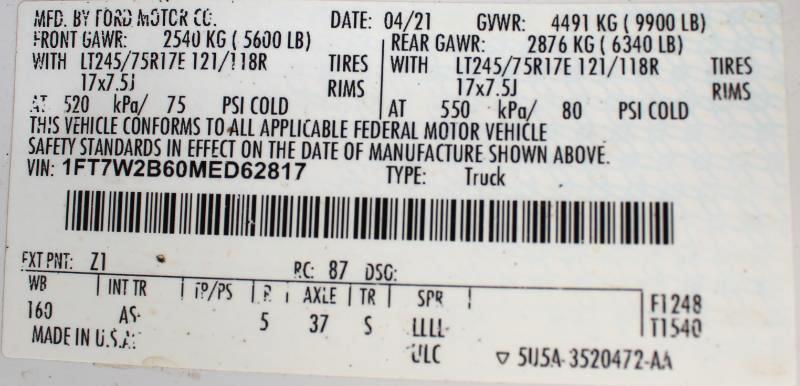 MFD. BY FORD MOTOR CO. DATE: 04/21 GVWR: 4491 KG ( 9900 LB)
FRONT GAWR: 2540 KG ( 5600 LB) REAR GAWR: 2876 KG ( 6340 LB)
WITH LT245/75R17E 121/118R TIRES WITH LT245/75R17E 121/118R TIRES
17x7.5J RIMS 17x7.5J RIMS
AT 520 kPa/ 75 PSI COLD AT 550 kPa/ 80 PSI COLD
THIS VEHICLE CONFORMS TO ALL APPLICABLE FEDERAL MOTOR VEHICLE
SAFETY STANDARDS IN EFFECT ON THE DATE OF MANUFACTURE SHOWN ABOVE.
VIN: 1FT7W2B60MED62817 TYPE: Truck
EXT PNT: Z1 RC: 87 DSO:
WB INT TR TP/PS R AXLE TR SPR F1248
160 AS 5 37 S LLLL T1540
MADE IN U.S.A. ULC 5U5A-3520472-AA